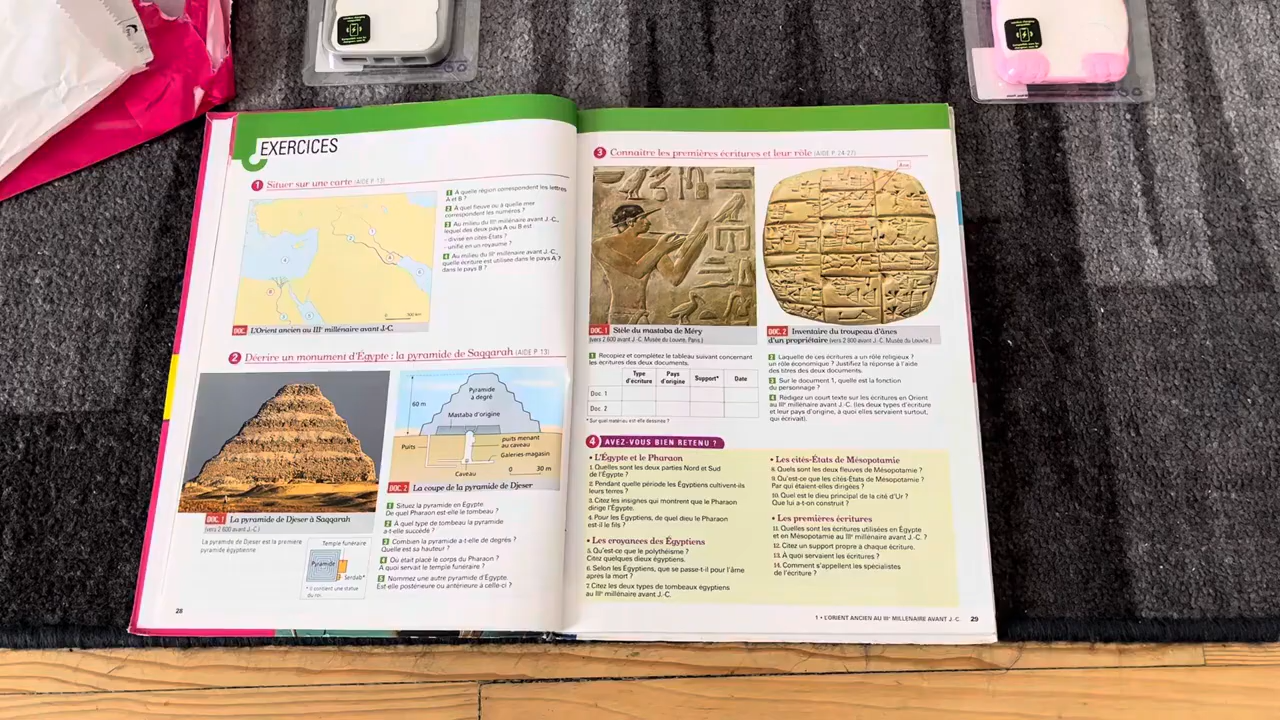 EXERCICES
1 Situer sur une carte (AIDE P. 13)
1 À quelle région correspondent les lettres
A et B ?
2 À quel fleuve ou à quelle mer
correspondent les numéros ?
3 Au milieu du IIIe millénaire avant J.-C.,
lequel des deux pays A ou B est
- divisé en cités-États ?
- unifié en un royaume ?
4 Au milieu du IIIe millénaire avant J.-C.,
quelle écriture est utilisée dans le pays A ?
dans le pays B ?
DOC. L'Orient ancien au IIIe millénaire avant J.-C.
2 Décrire un monument d'Égypte : la pyramide de Saqqarah (AIDE P. 13)
60 m
Pyramide
à degré
Mastaba d'origine
Puits
puits menant
au caveau
Galeries-magasin
Caveau
0 30 m
DOC. 1 La pyramide de Djeser à Saqqarah
(vers 2 600 avant J.-C.)
La pyramide de Djeser est la première
pyramide égyptienne
Temple funéraire
Pyramide
Serdab*
* Il contient une statue
du roi.
DOC. 2 La coupe de la pyramide de Djeser
1 Situez la pyramide en Égypte
De quel Pharaon est-elle le tombeau ?
2 À quel type de tombeau la pyramide
a-t-elle succédé ?
3 Combien la pyramide a-t-elle de degrés ?
Quelle est sa hauteur ?
4 Où était placé le corps du Pharaon ?
À quoi servait le temple funéraire ?
5 Nommez une autre pyramide d'Égypte.
Est-elle postérieure ou antérieure à celle-ci ?
28
3 Connaître les premières écritures et leur rôle (AIDE P. 24-27)
Âne
DOC. 1 Stèle du mastaba de Méry
(vers 2 600 avant J.-C. Musée du Louvre, Paris.)
DOC. 2 Inventaire du troupeau d'ânes
d'un propriétaire (vers 2 600 avant J.-C. Musée du Louvre.)
1 Recopiez et complétez le tableau suivant concernant
les écritures des deux documents.
Type d'écriture Pays d'origine Support* Date
Doc. 1
Doc. 2
* Sur quel matériau est-elle dessinée ?
2 Laquelle de ces écritures a un rôle religieux ?
un rôle économique ? Justifiez la réponse à l'aide
des titres des deux documents.
3 Sur le document 1, quelle est la fonction
du personnage ?
4 Rédigez un court texte sur les écritures en Orient
au IIIe millénaire avant J.-C. (les deux types d'écriture
et leur pays d'origine, à quoi elles servaient surtout,
qui écrivait).
4 AVEZ-VOUS BIEN RETENU ?
• L'Égypte et le Pharaon
1. Quelles sont les deux parties Nord et Sud
de l'Égypte ?
2. Pendant quelle période les Égyptiens cultivent-ils
leurs terres ?
3. Citez les insignes qui montrent que le Pharaon
dirige l'Égypte.
4. Pour les Égyptiens, de quel dieu le Pharaon
est-il le fils ?
• Les croyances des Égyptiens
5. Qu'est-ce que le polythéisme ?
Citez quelques dieux égyptiens.
6. Selon les Égyptiens, que se passe-t-il pour l'âme
après la mort ?
7. Citez les deux types de tombeaux égyptiens
au IIIe millénaire avant J.-C.
• Les cités-États de Mésopotamie
8. Quels sont les deux fleuves de Mésopotamie ?
9. Qu'est-ce que les cités-États de Mésopotamie ?
Par qui étaient-elles dirigées ?
10. Quel est le dieu principal de la cité d'Ur ?
Que lui a-t-on construit ?
• Les premières écritures
11. Quelles sont les écritures utilisées en Égypte
et en Mésopotamie au IIIe millénaire avant J.-C. ?
12. Citez un support propre à chaque écriture.
13. À quoi servaient les écritures ?
14. Comment s'appellent les spécialistes
de l'écriture ?
1 • L'ORIENT ANCIEN AU IIIe MILLÉNAIRE AVANT J.-C. 29